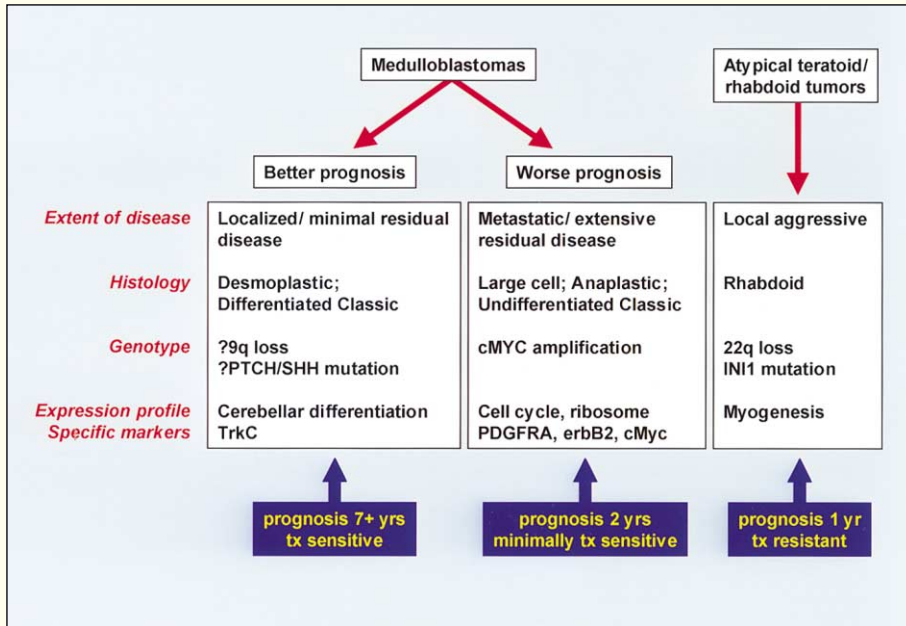 Medulloblastomas
Atypical teratoid/
rhabdoid tumors
Better prognosis
Worse prognosis
Extent of disease
Localized/ minimal residual
disease
Metastatic/ extensive
residual disease
Local aggressive
Histology
Desmoplastic;
Differentiated Classic
Large cell; Anaplastic;
Undifferentiated Classic
Rhabdoid
Genotype
?9q loss
?PTCH/SHH mutation
cMYC amplification
22q loss
INI1 mutation
Expression profile
Specific markers
Cerebellar differentiation
TrkC
Cell cycle, ribosome
PDGFRA, erbB2, cMyc
Myogenesis
prognosis 7+ yrs
tx sensitive
prognosis 2 yrs
minimally tx sensitive
prognosis 1 yr
tx resistant